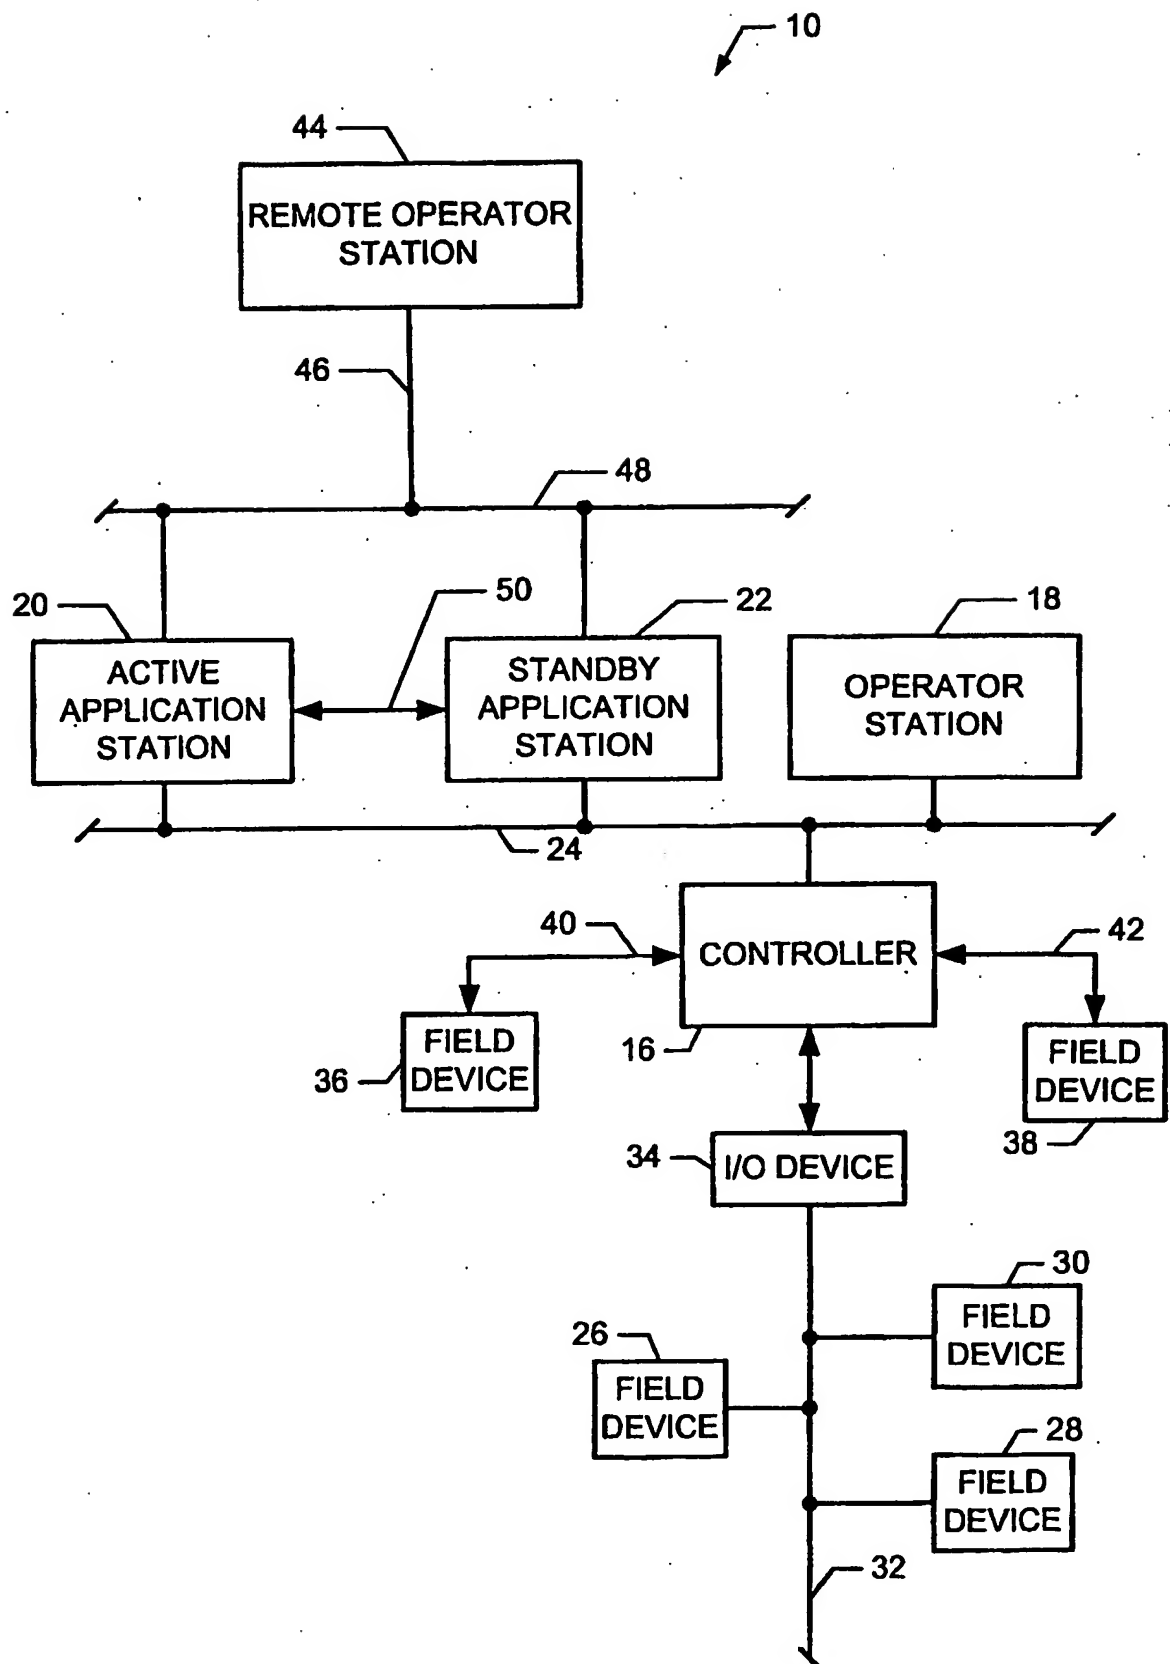 10
44
REMOTE OPERATOR
STATION
46
48
20
50
22
18
ACTIVE
APPLICATION
STATION
STANDBY
APPLICATION
STATION
OPERATOR
STATION
24
40
CONTROLLER
42
36
FIELD
DEVICE
16
FIELD
DEVICE
38
34
I/O DEVICE
30
FIELD
DEVICE
26
FIELD
DEVICE
28
FIELD
DEVICE
32